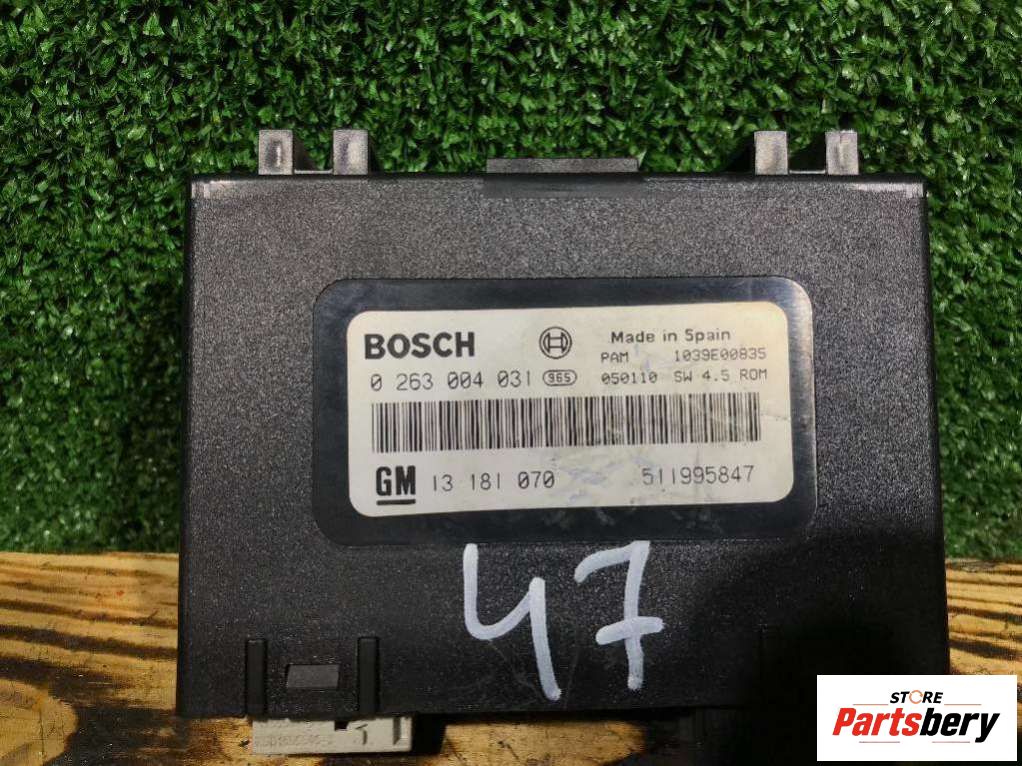 BOSCH
Made in Spain
PAM 1039E00835
0 263 004 031 965 050110 SW 4.5 ROM
GM 13 181 070 511995847
47
STORE
Partsbery